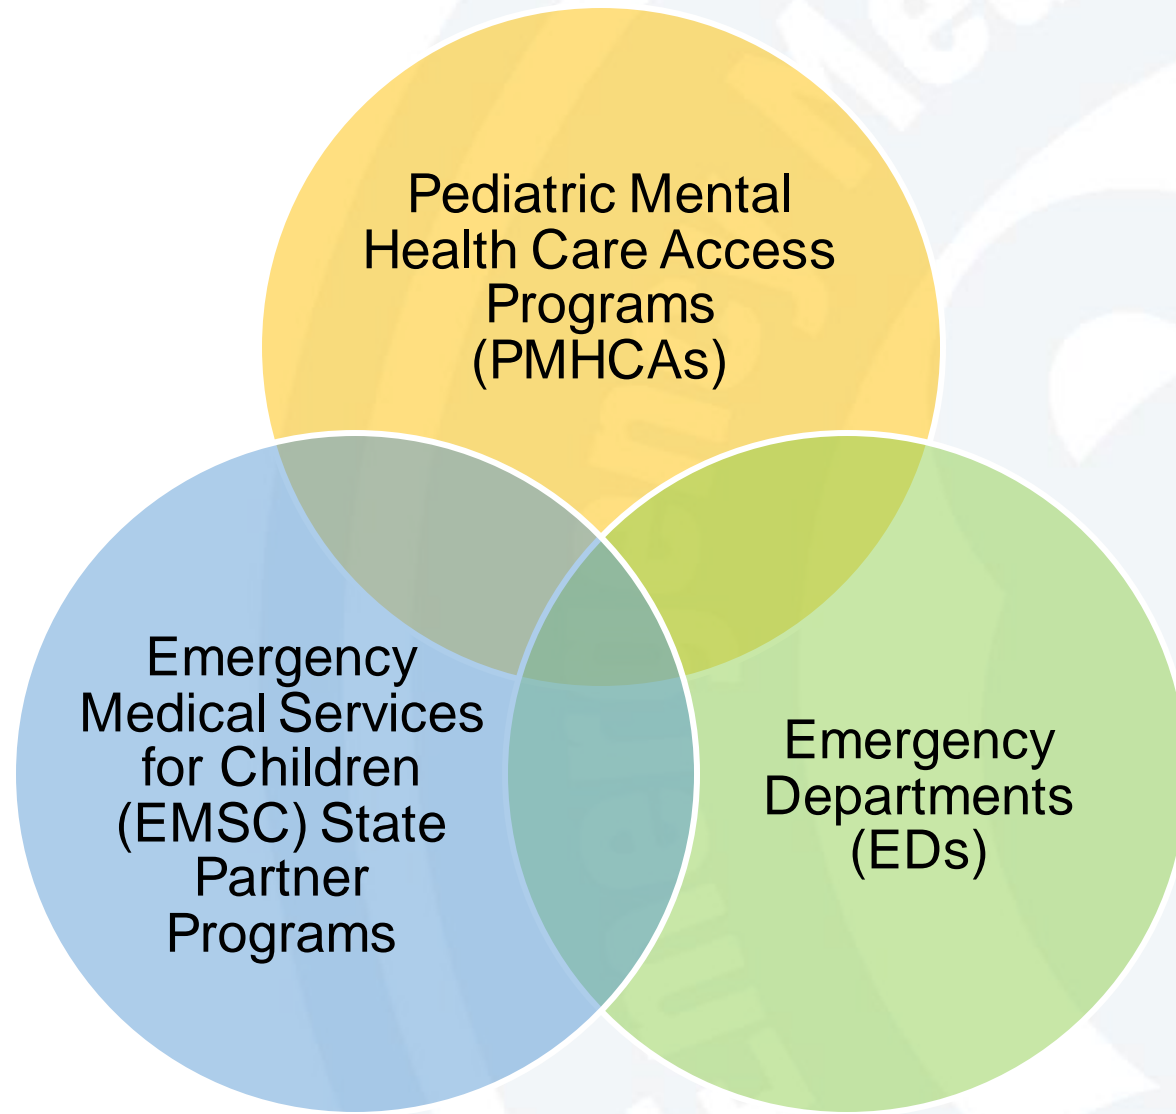 Pediatric Mental
Health Care Access
Programs
(PMHCAs)
Emergency
Medical Services
for Children
(EMSC) State
Partner
Programs
Emergency
Departments
(EDs)